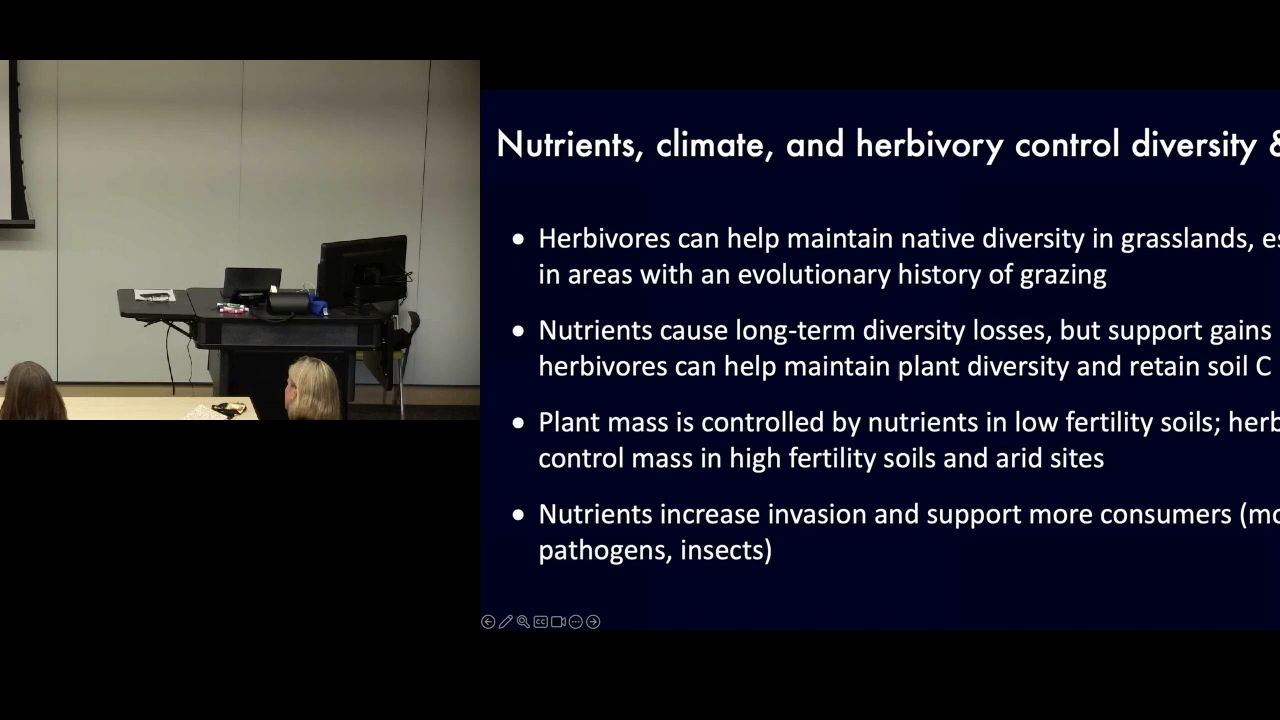 Nutrients, climate, and herbivory control diversity
• Herbivores can help maintain native diversity in grasslands,
in areas with an evolutionary history of grazing
• Nutrients cause long-term diversity losses, but support gains
herbivores can help maintain plant diversity and retain soil C
• Plant mass is controlled by nutrients in low fertility soils;
control mass in high fertility soils and arid sites
• Nutrients increase invasion and support more consumers
pathogens, insects)